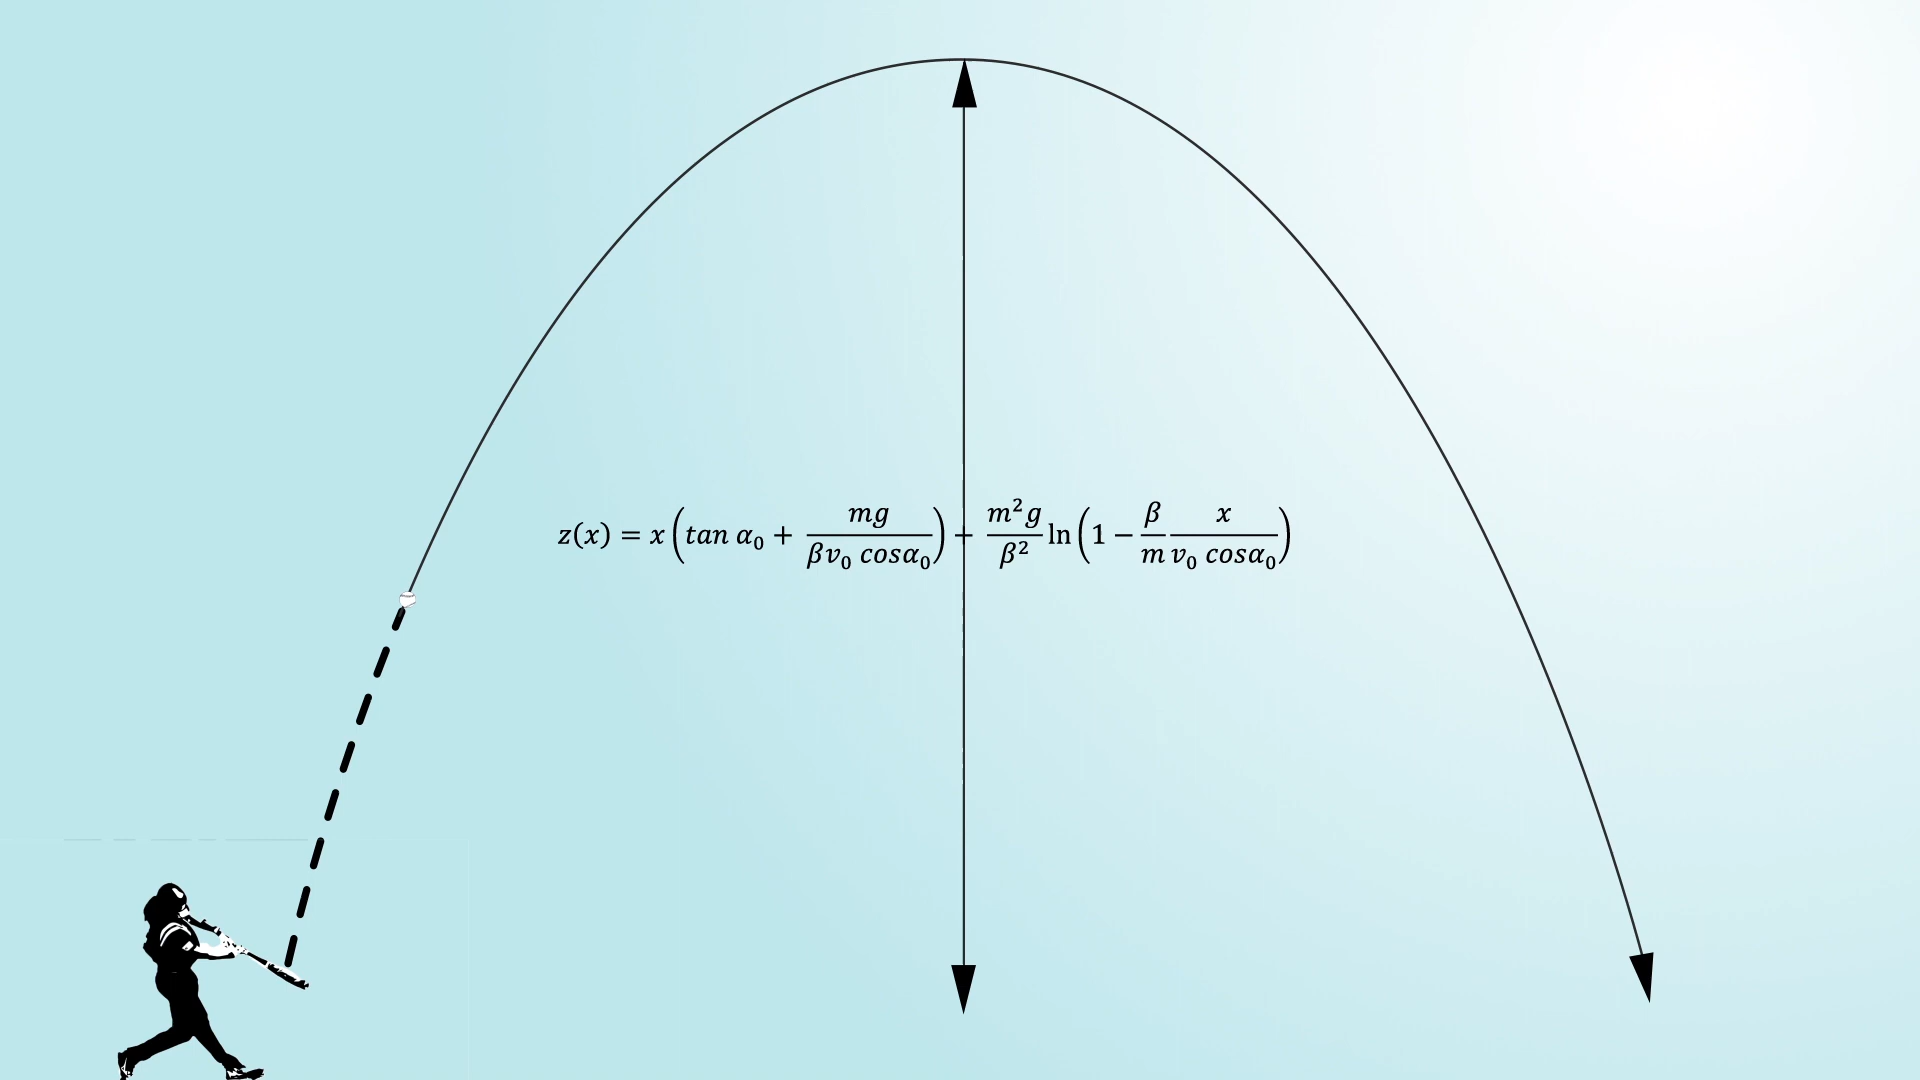 z(x) = x (tan α₀ + mg / βv₀ cosα₀) + m²g / β² ln (1 − β / m x / v₀ cosα₀)